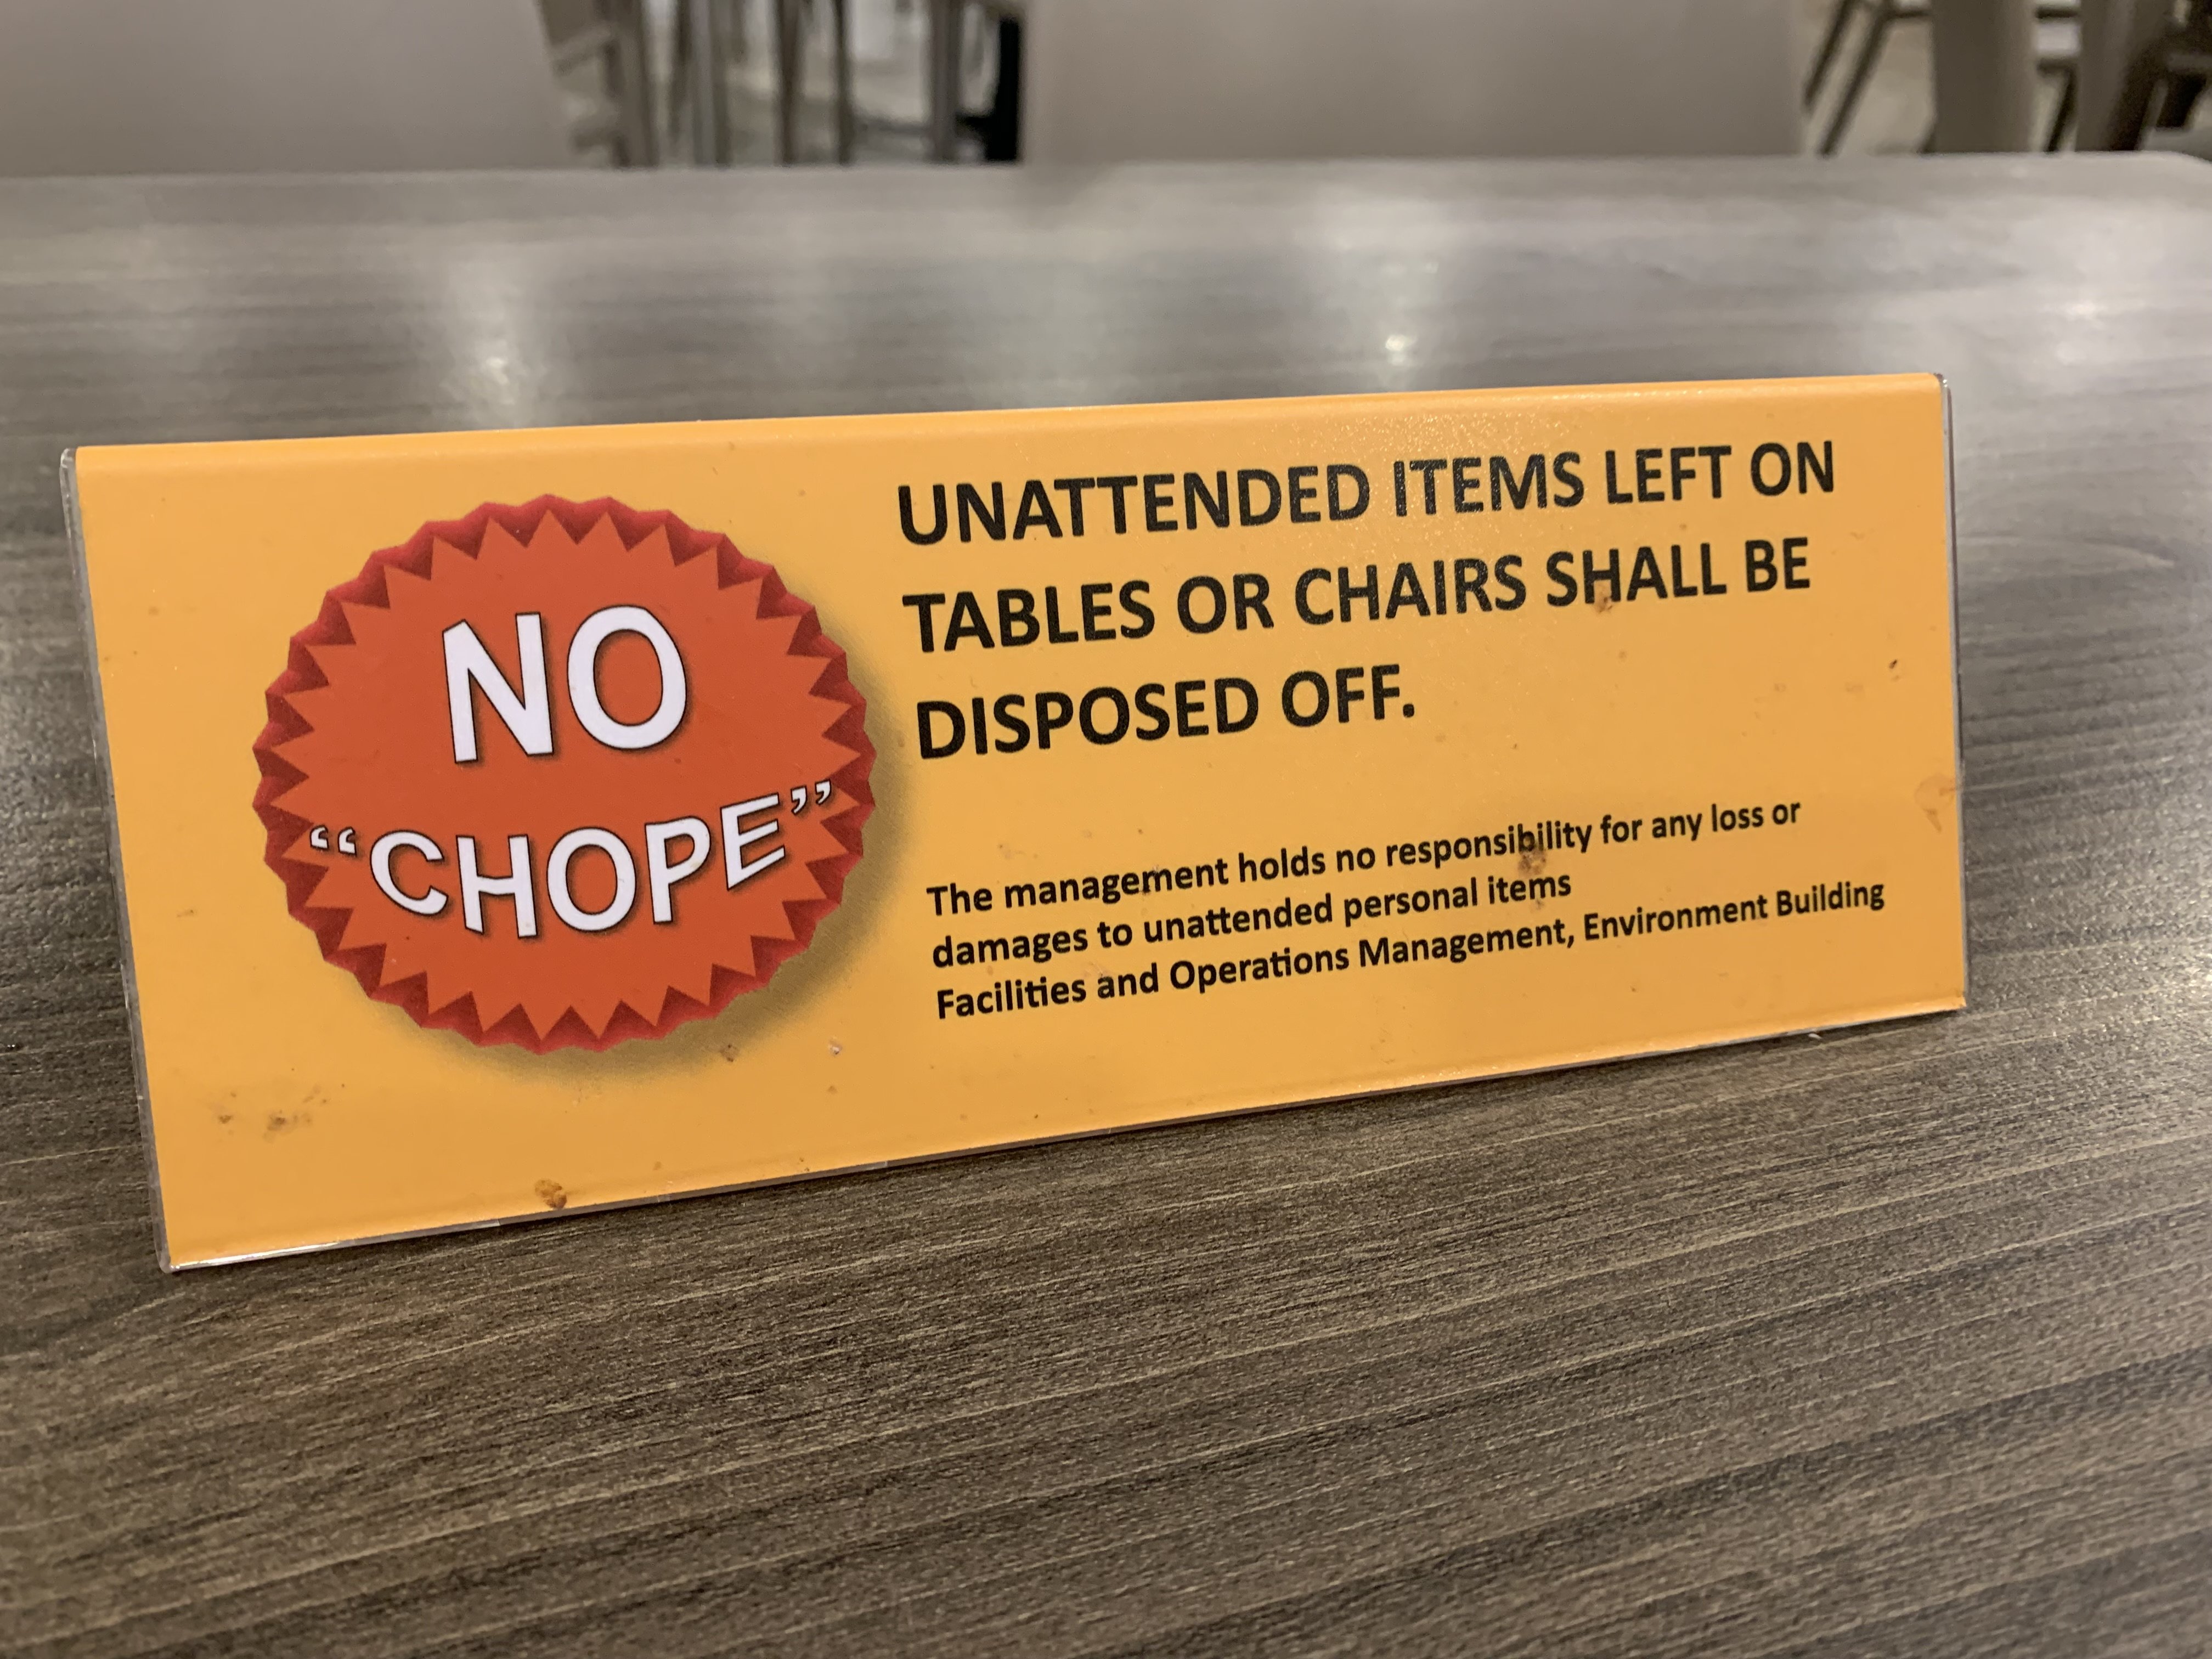 NO
“CHOPE”
UNATTENDED ITEMS LEFT ON
TABLES OR CHAIRS SHALL BE
DISPOSED OFF.
The management holds no responsibility for any loss or
damages to unattended personal items
Facilities and Operations Management, Environment Building